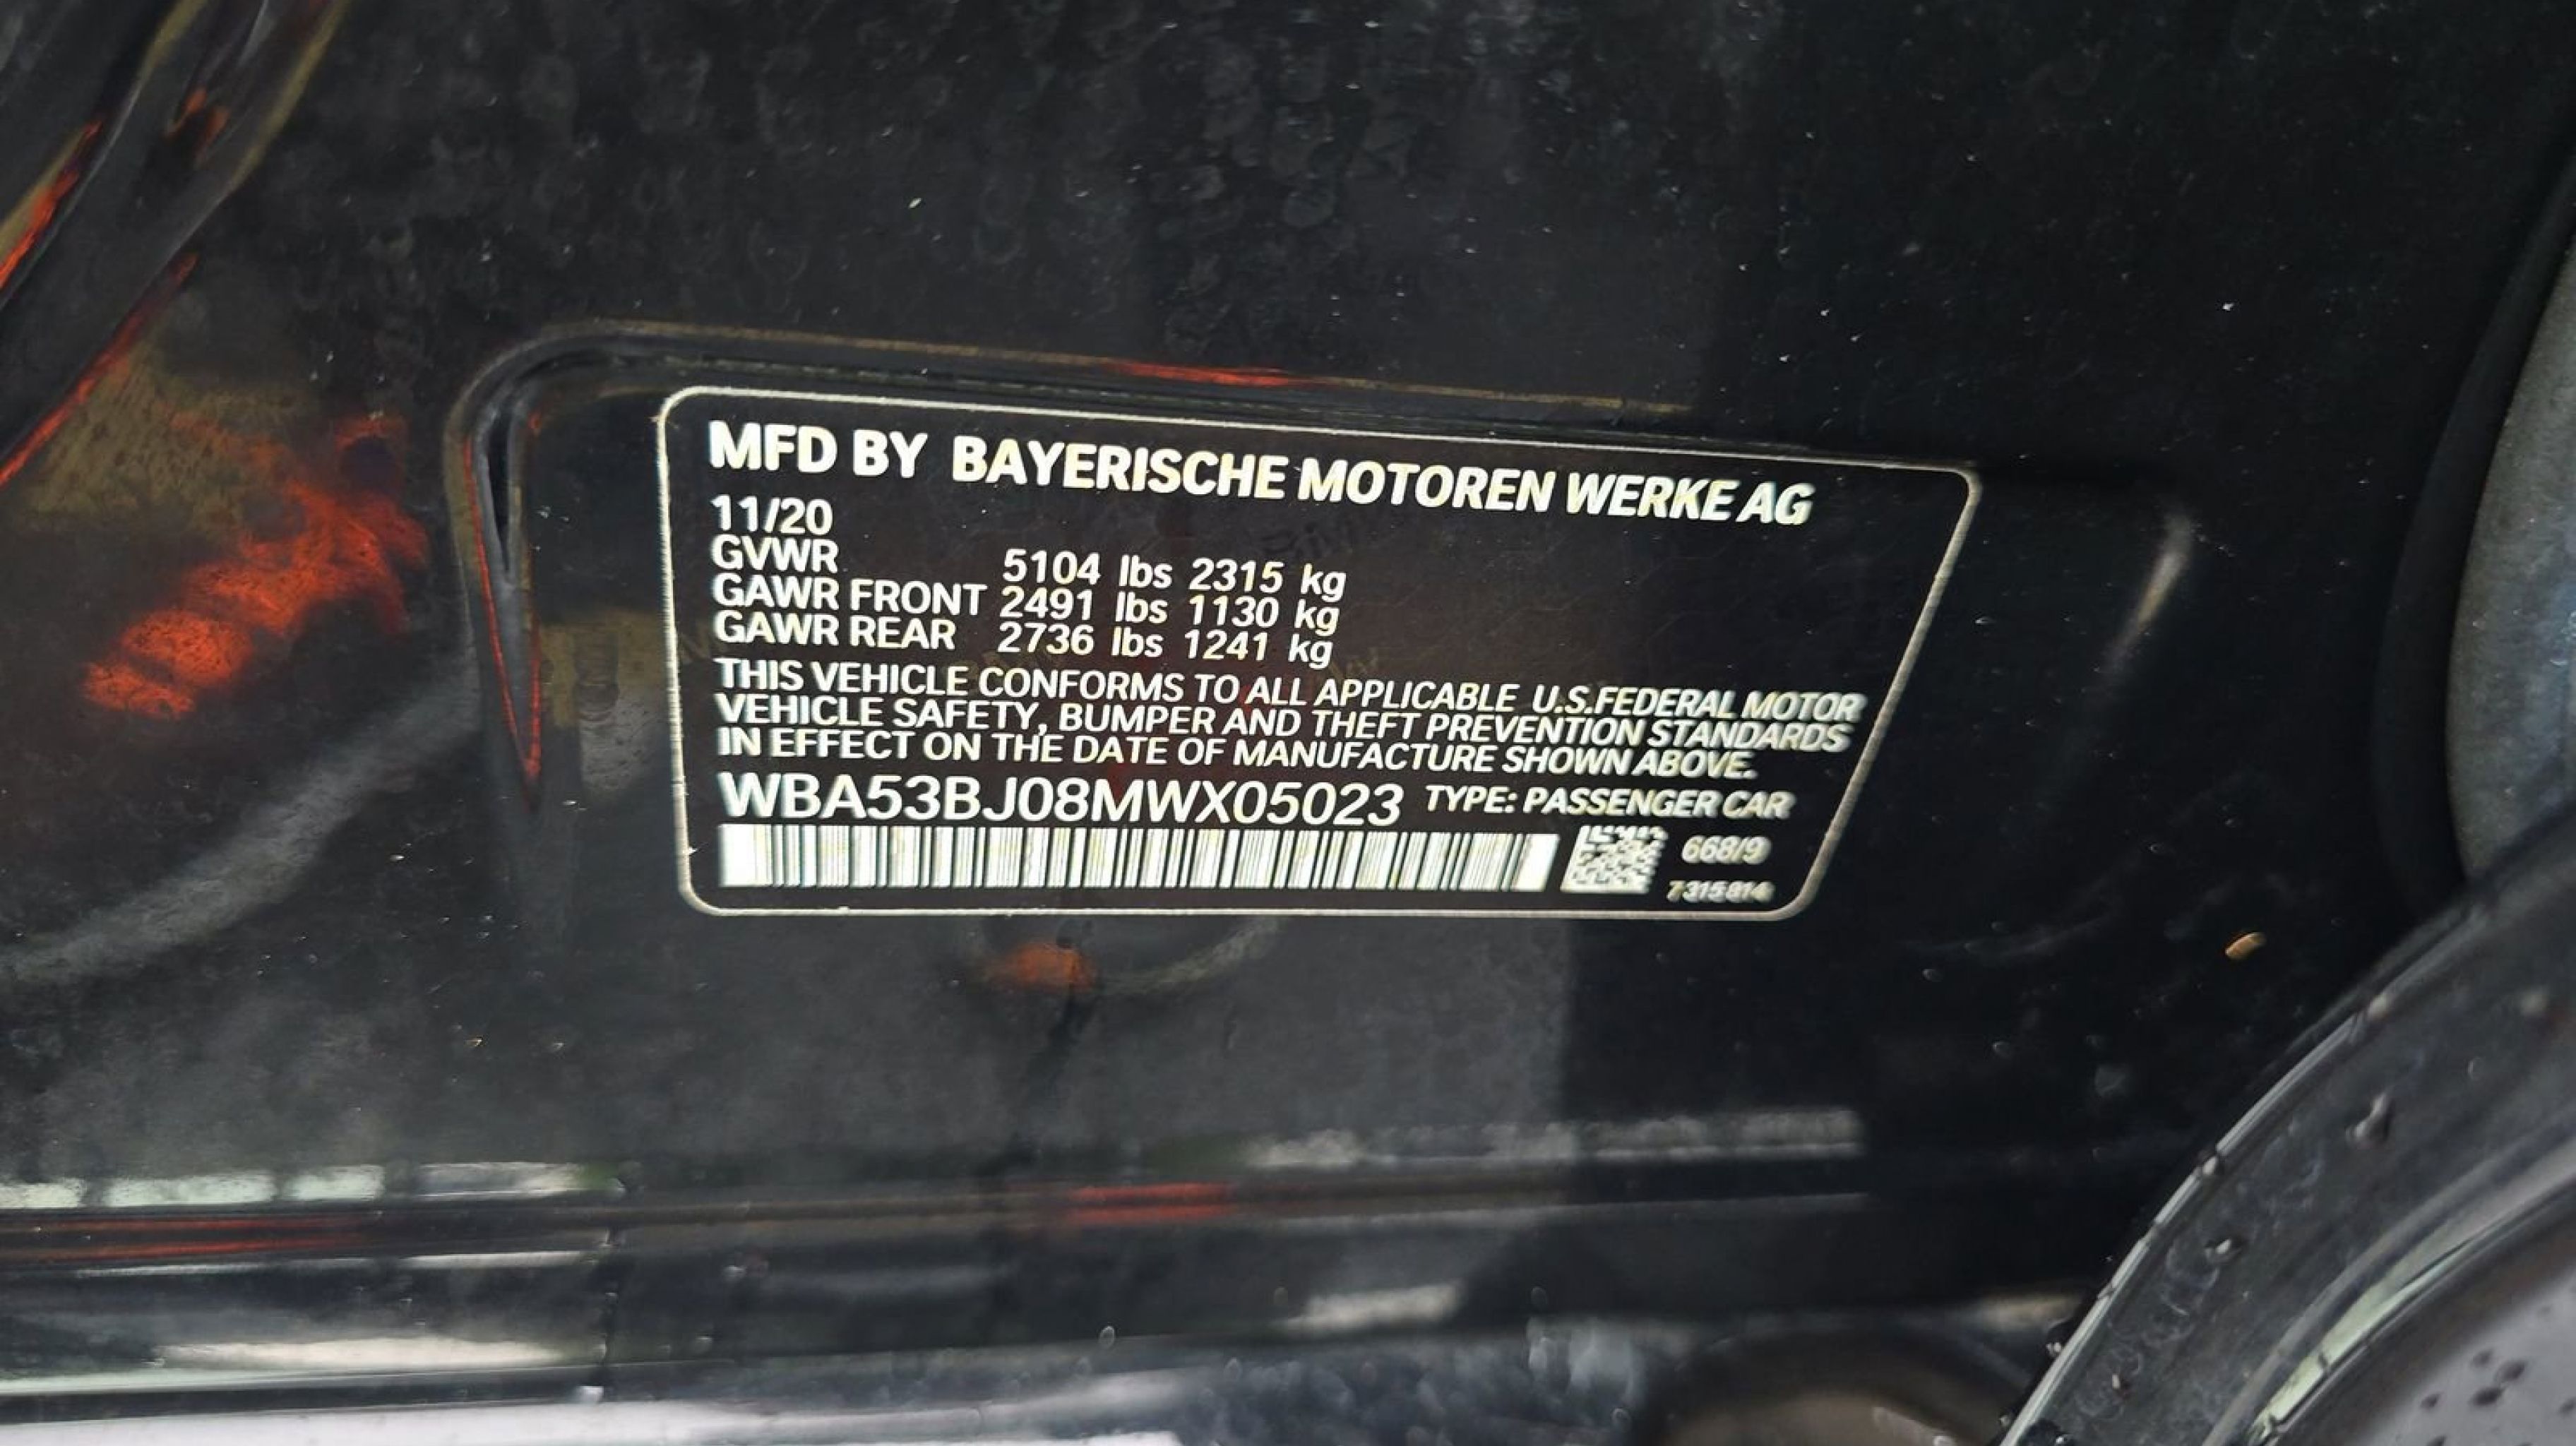 MFD BY BAYERISCHE MOTOREN WERKE AG
11/20
GVWR 5104 lbs 2315 kg
GAWR FRONT 2491 lbs 1130 kg
GAWR REAR 2736 lbs 1241 kg
THIS VEHICLE CONFORMS TO ALL APPLICABLE U.S.FEDERAL MOTOR
VEHICLE SAFETY, BUMPER AND THEFT PREVENTION STANDARDS
IN EFFECT ON THE DATE OF MANUFACTURE SHOWN ABOVE.
WBA53BJ08MWX05023 TYPE: PASSENGER CAR
668/9
7315814